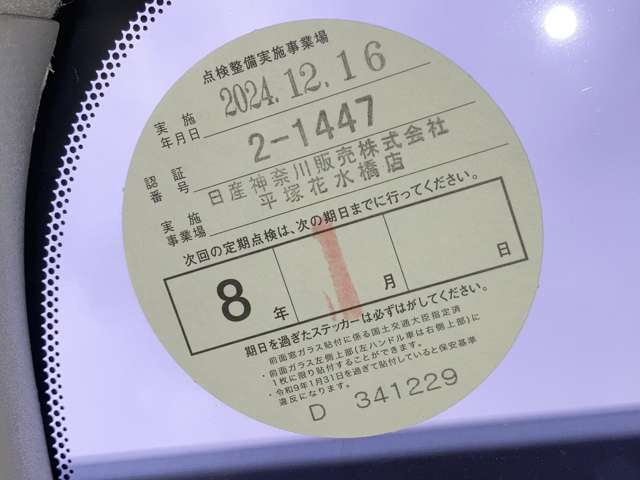 点検整備実施事業場
実施年月日 2024.12.16
認証番号 2-1447
実施事業場 日産神奈川販売株式会社
平塚花水橋店
次回の定期点検は、次の期日までに行ってください。
8年 1月 日
期日を過ぎたステッカーは必ずはがしてください。
前面窓ガラス貼付に係る国土交通大臣指定済
・前面ガラス左側上部(左ハンドル車は右側上部)に
1枚に限り貼付することができます。
・令和9年1月31日を過ぎて貼付していると保安基準
違反になります。
D 341229